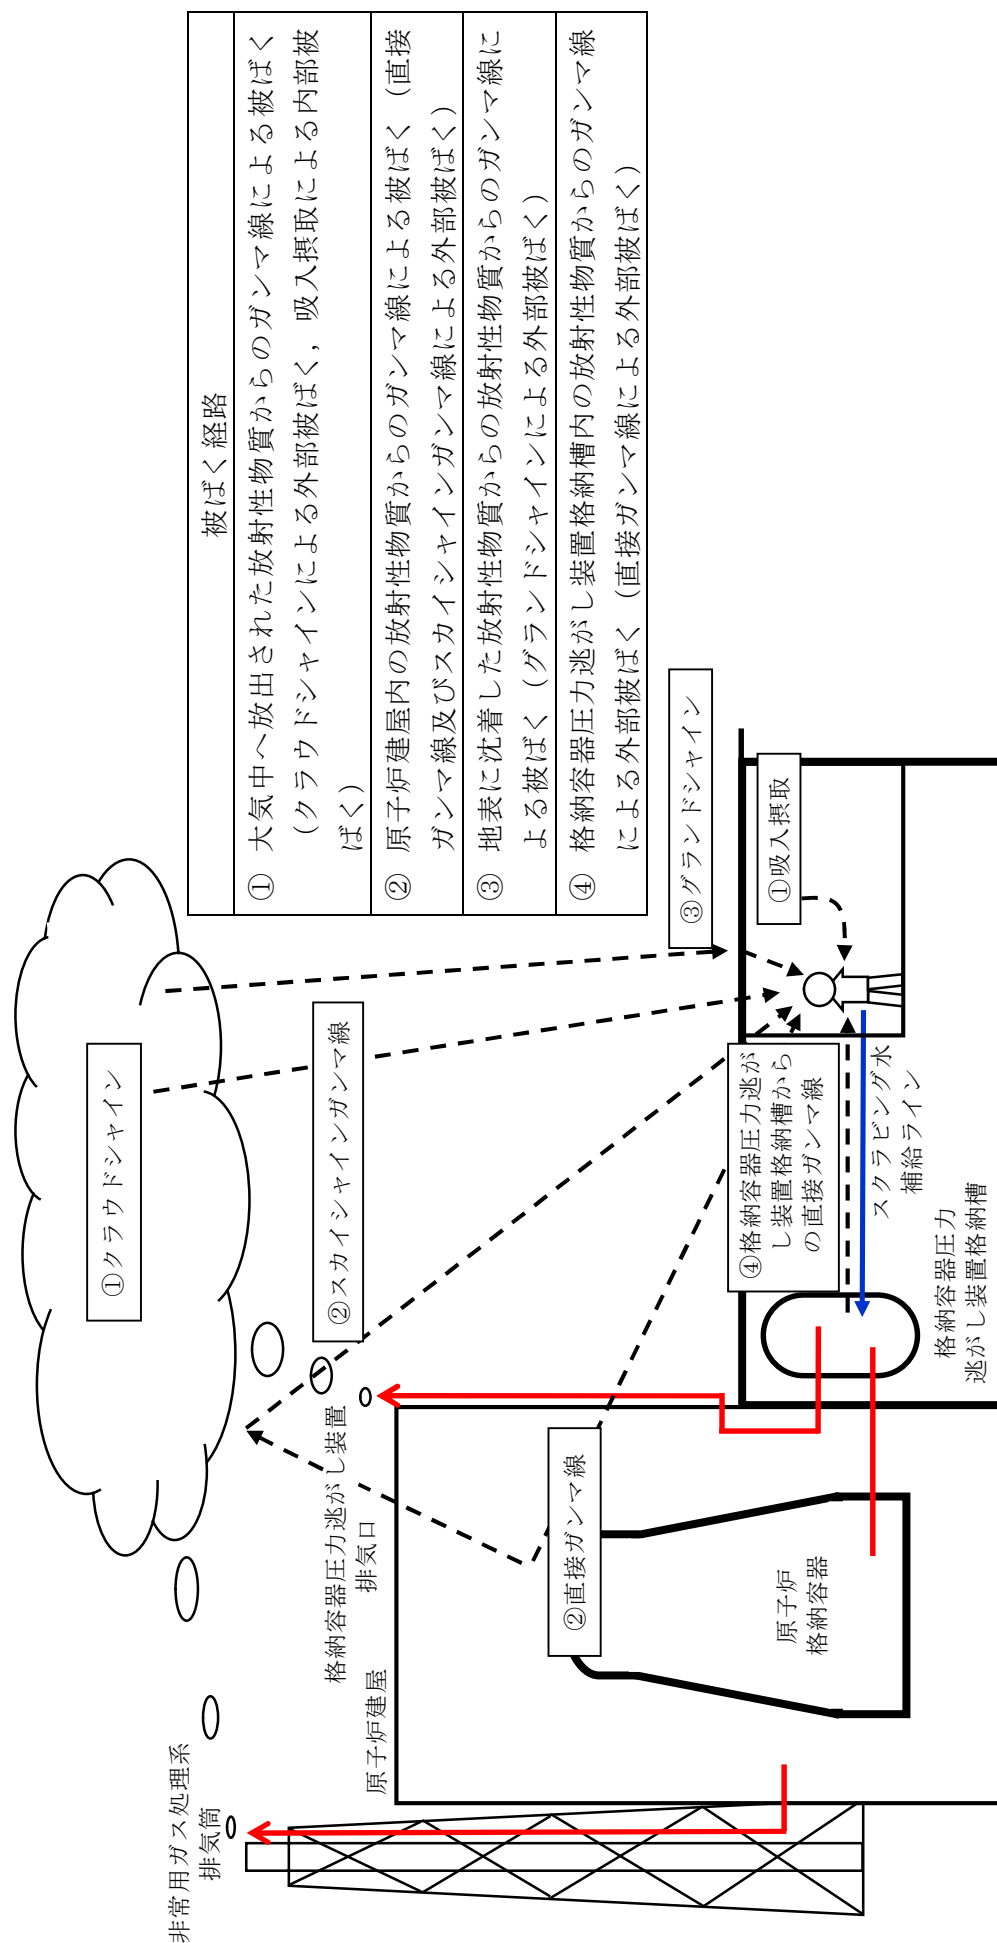 被ばく経路
① 大気中へ放出された放射性物質からのガンマ線による被ばく
（クラウドシャインによる外部被ばく，吸入摂取による内部被
ばく）
② 原子炉建屋内の放射性物質からのガンマ線による被ばく（直接
ガンマ線及びスカイシャインガンマ線による外部被ばく）
③ 地表に沈着した放射性物質からの放射性物質からのガンマ線に
よる被ばく（グランドシャインによる外部被ばく）
④ 格納容器圧力逃がし装置格納槽内の放射性物質からのガンマ線
による外部被ばく（直接ガンマ線による外部被ばく）
①クラウドシャイン
②スカイシャインガンマ線
③グランドシャイン
①吸入摂取
④格納容器圧力逃が
し装置格納槽から
の直接ガンマ線
スクラビング水
補給ライン
格納容器圧力
逃がし装置格納槽
②直接ガンマ線
原子炉
格納容器
格納容器圧力逃がし装置
排気口
原子炉建屋
非常用ガス処理系
排気筒